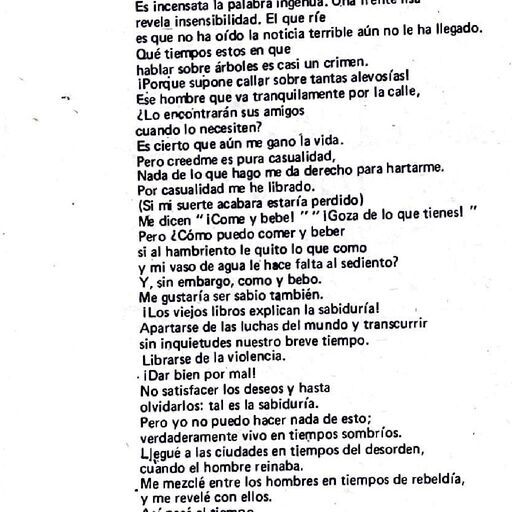 Es incensata la palabra ingenua. Una frente lisa
revela insensibilidad. El que ríe
es que no ha oído la noticia terrible aún no le ha llegado.
Qué tiempos estos en que
hablar sobre árboles es casi un crimen.
¡Porque supone callar sobre tantas alevosías!
Ese hombre que va tranquilamente por la calle,
¿Lo encontrarán sus amigos
cuando lo necesiten?
Es cierto que aún me gano la vida.
Pero creedme es pura casualidad,
Nada de lo que hago me da derecho para hartarme.
Por casualidad me he librado.
(Si mi suerte acabara estaría perdido)
Me dicen "¡Come y bebe!" "¡Goza de lo que tienes!"
Pero ¿Cómo puedo comer y beber
si al hambriento le quito lo que como
y mi vaso de agua le hace falta al sediento?
Y, sin embargo, como y bebo.
Me gustaría ser sabio también.
¡Los viejos libros explican la sabiduría!
Apartarse de las luchas del mundo y transcurrir
sin inquietudes nuestro breve tiempo.
Librarse de la violencia.
¡Dar bien por mal!
No satisfacer los deseos y hasta
olvidarlos: tal es la sabiduría.
Pero yo no puedo hacer nada de esto;
verdaderamente vivo en tiempos sombríos.
Llegué a las ciudades en tiempos del desorden,
cuando el hombre reinaba.
Me mezclé entre los hombres en tiempos de rebeldía,
y me revelé con ellos.